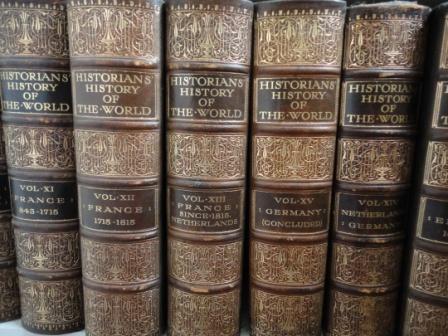 HISTORIANS'
HISTORY
OF
THE·WORLD
VOL·XI
FRANCE
843-1715
HISTORIANS'
HISTORY
OF
THE·WORLD
VOL·XII
FRANCE
1715-1815
HISTORIANS'
HISTORY
OF
THE·WORLD
VOL·XIII
FRANCE
SINCE·1815.
NETHERLANDS
HISTORIANS'
HISTORY
OF
THE·WORLD
VOL·XV
GERMANY
(CONCLUDED)
HISTORIANS'
HISTORY
OF
THE·WORLD
VOL·XIV
NETHERLANDS
GERMANY